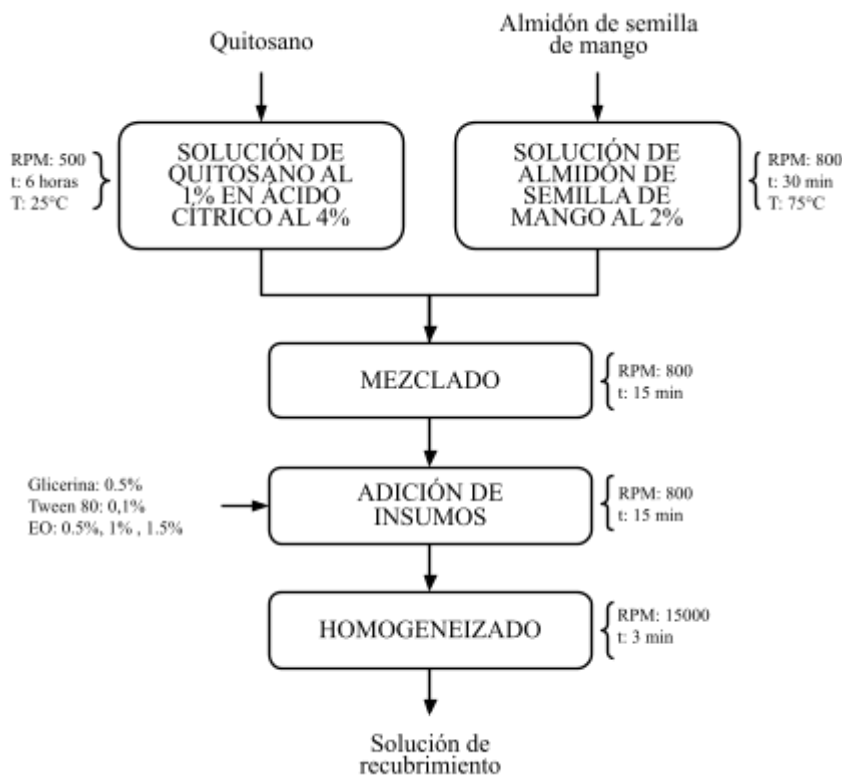 Quitosano
Almidón de semilla
de mango
RPM: 500
t: 6 horas
T: 25°C
SOLUCIÓN DE
QUITOSANO AL
1% EN ÁCIDO
CÍTRICO AL 4%
SOLUCIÓN DE
ALMIDÓN DE
SEMILLA DE
MANGO AL 2%
RPM: 800
t: 30 min
T: 75°C
MEZCLADO
RPM: 800
t: 15 min
Glicerina: 0.5%
Tween 80: 0,1%
EO: 0.5%, 1% , 1.5%
ADICIÓN DE
INSUMOS
RPM: 800
t: 15 min
HOMOGENEIZADO
RPM: 15000
t: 3 min
Solución de
recubrimiento